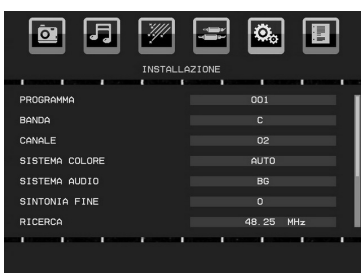 INSTALLAZIONE
PROGRAMMA 001
BANDA C
CANALE 02
SISTEMA COLORE AUTO
SISTEMA AUDIO BG
SINTONIA FINE 0
RICERCA 48.25 MHz